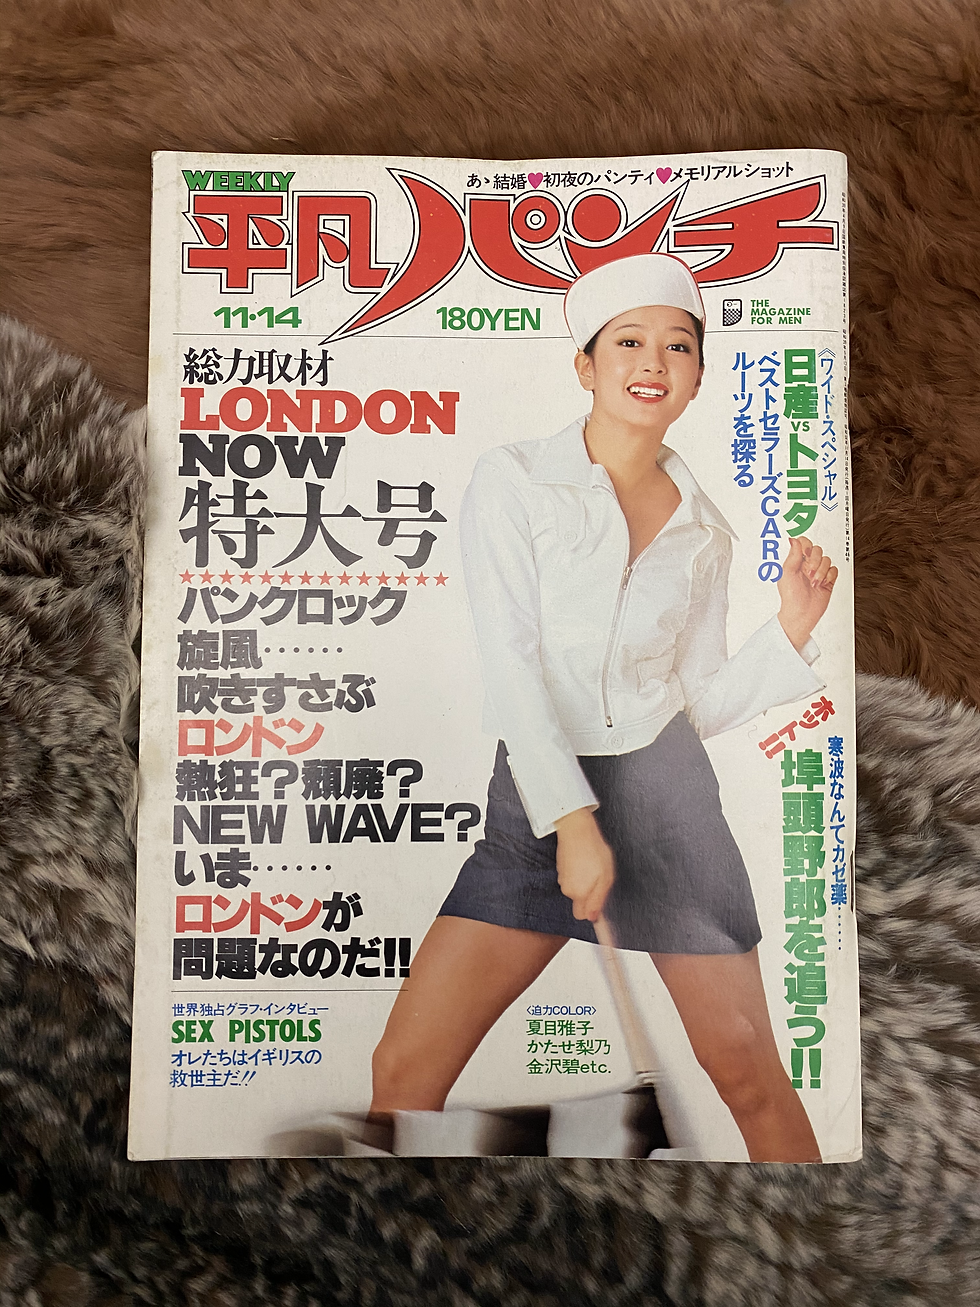 WEEKLY
あゝ結婚♥初夜のパンティ♥メモリアルショット
平凡パンチ
11・14
180YEN
THE
MAGAZINE
FOR MEN
総力取材
LONDON
NOW
特大号
★★★★★★★★★★★★★★
パンクロック
旋風……
吹きすさぶ
ロンドン
熱狂?頽廃?
NEW WAVE?
いま……
ロンドンが
問題なのだ!!
世界独占グラフ・インタビュー
SEX PISTOLS
オレたちはイギリスの
救世主だ!!
《ワイド・スペシャル》
日産vsトヨタ
ベストセラーズCARの
ルーツを探る
寒波なんてカゼ薬……
ホット!!
埠頭野郎を追う!!
〈迫力COLOR〉
夏目雅子
かたせ梨乃
金沢碧etc.